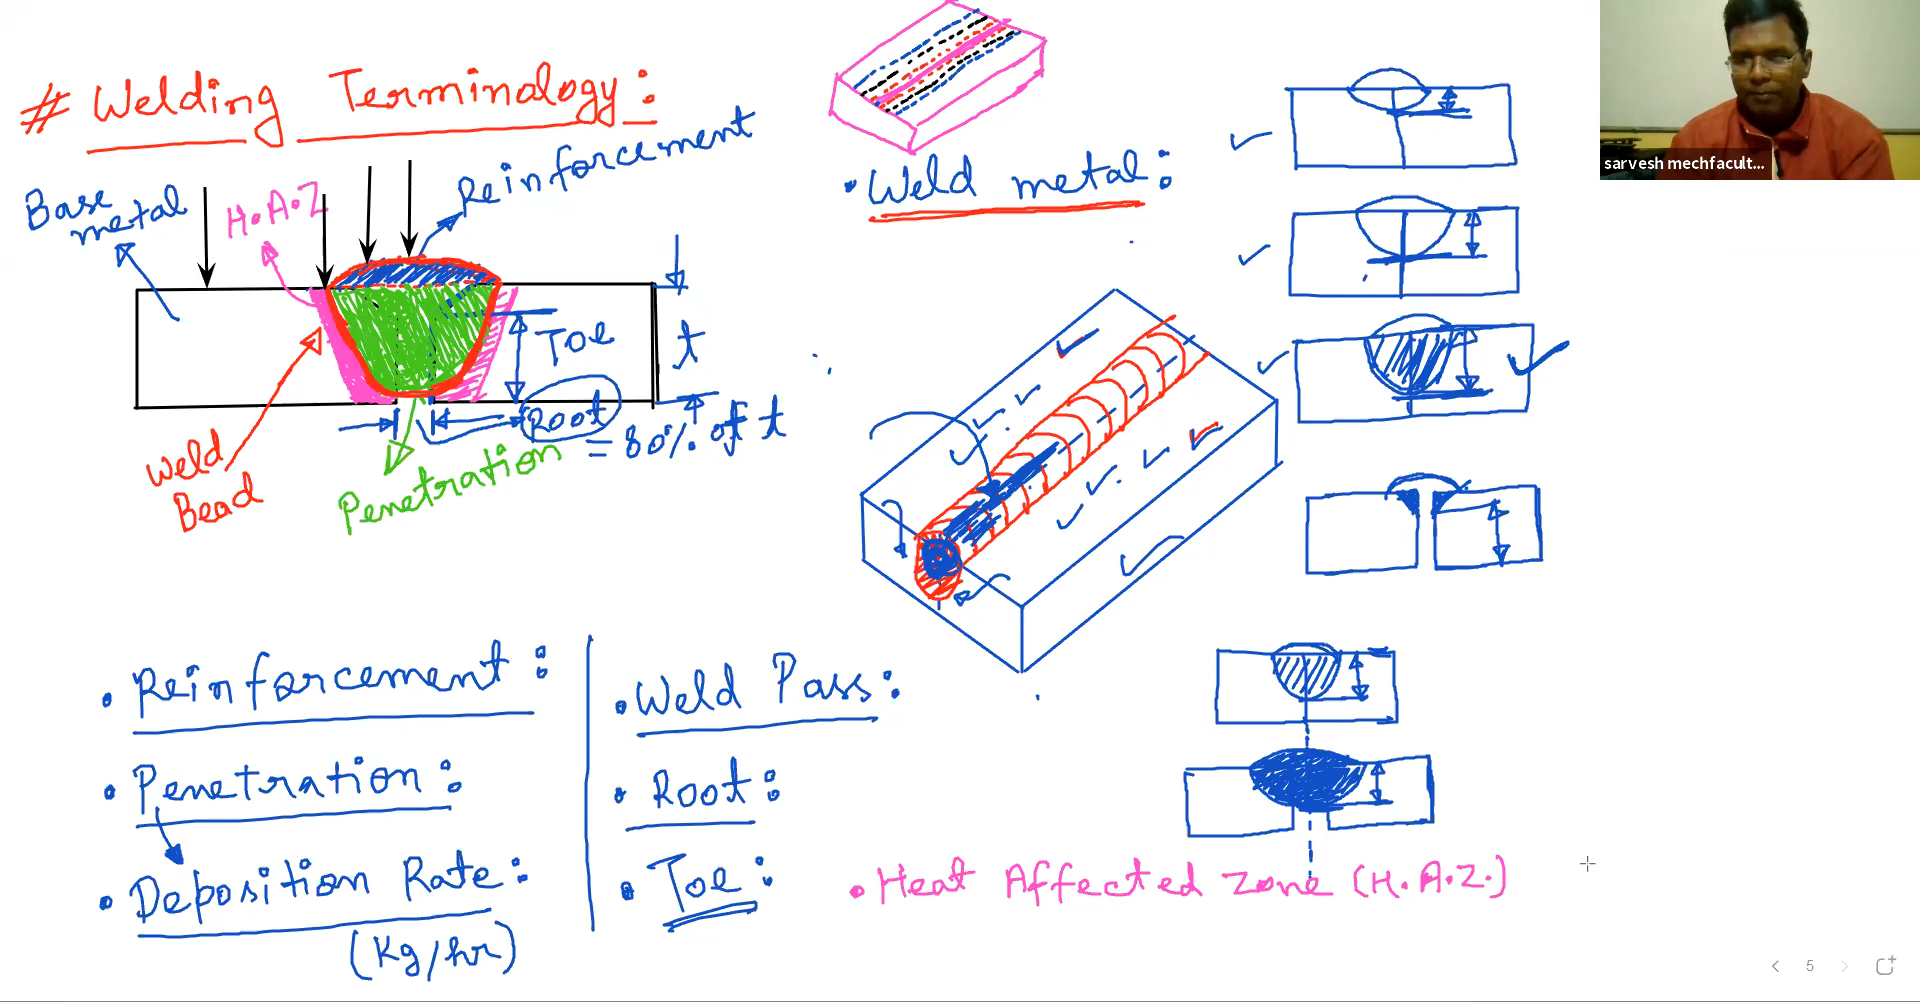 # Welding Terminology:
Base metal
H.A.Z
Reinforcement
Toe
t
Root
= 80% of t
Weld Bead
Penetration
• Weld metal:
• Reinforcement:
• Penetration:
• Deposition Rate:
(Kg/hr)
• Weld Pass:
• Root:
• Toe:
• Heat Affected Zone (H.A.Z.)
sarvesh mechfacult...
5